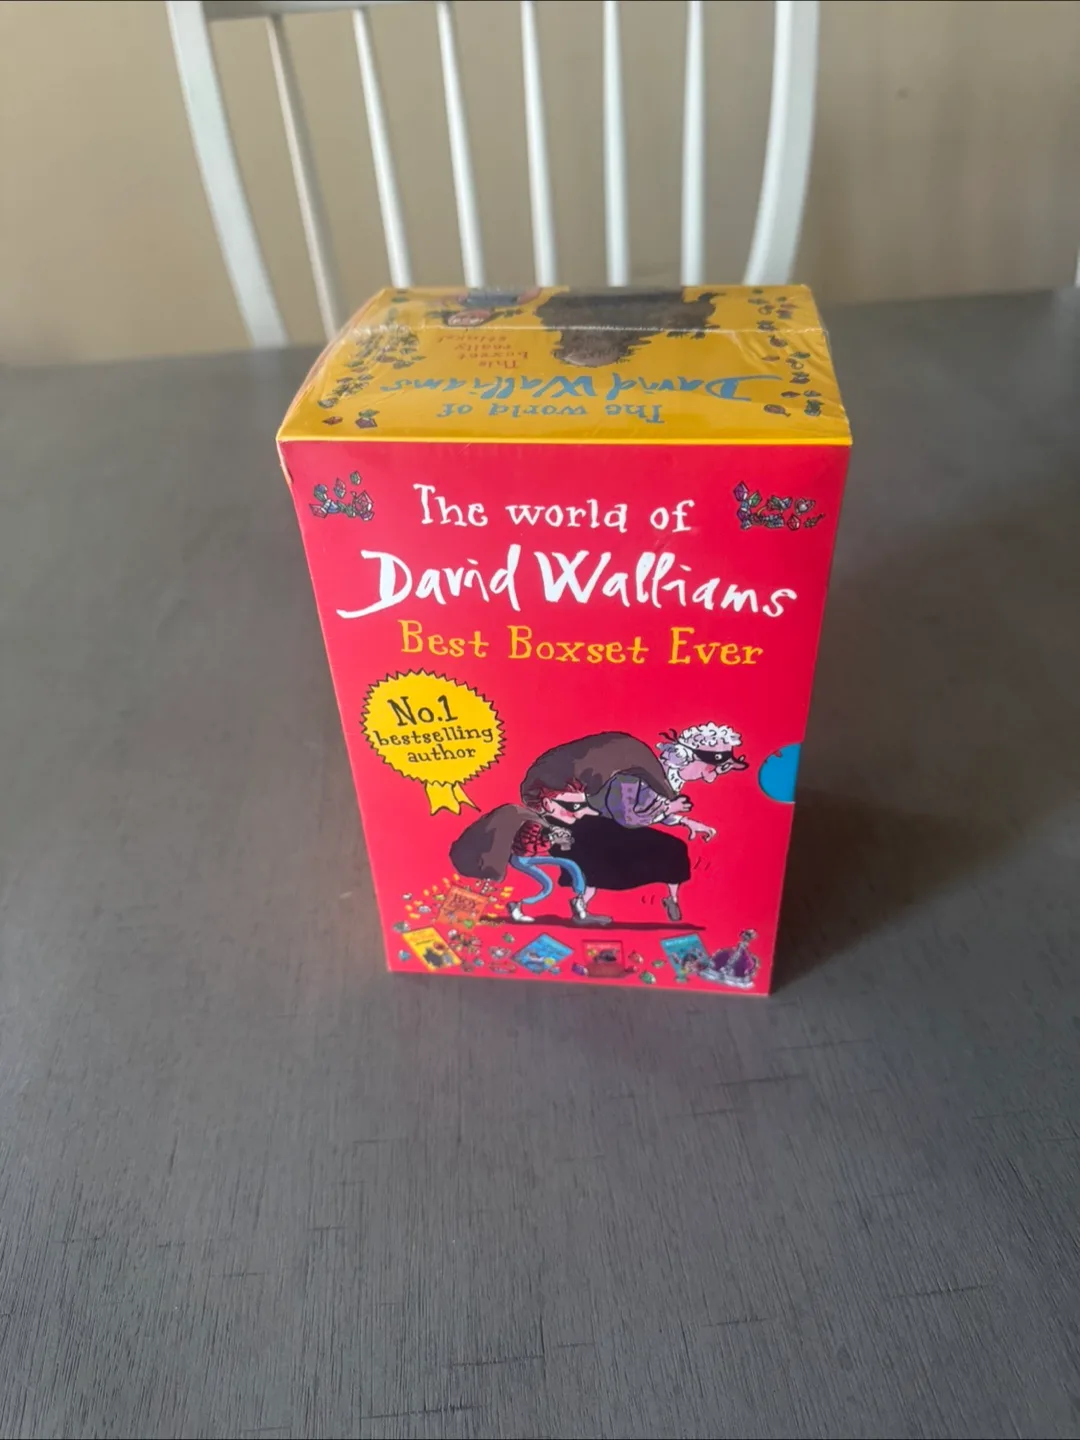 The world of
David Walliams
This
boxset
really
stinks!
The world of
David Walliams
Best Boxset Ever
No.1
bestselling
author